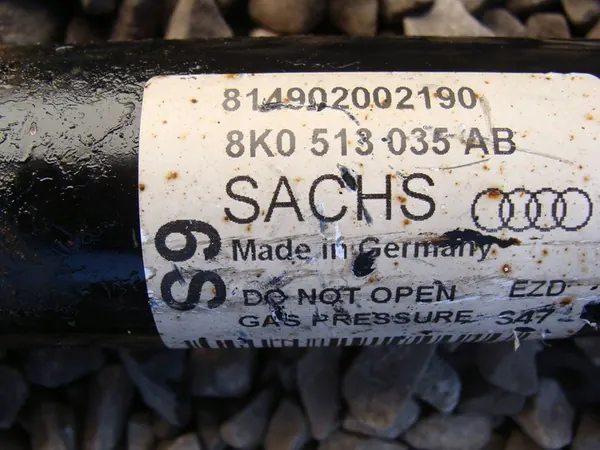 814902002190
8K0 513 035 AB
SACHS
Made in Germany
S9
DO NOT OPEN EZD
GAS PRESSURE 347